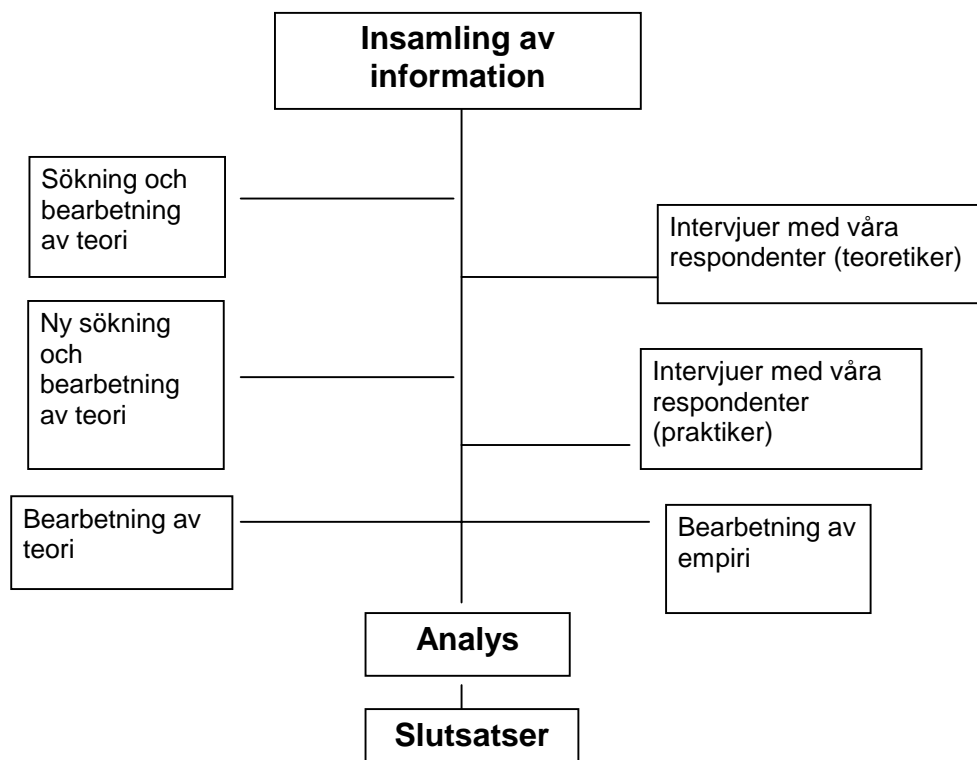 Insamling av
information
Sökning och
bearbetning
av teori
Intervjuer med våra
respondenter (teoretiker)
Ny sökning
och
bearbetning
av teori
Intervjuer med våra
respondenter
(praktiker)
Bearbetning av
teori
Bearbetning av
empiri
Analys
Slutsatser